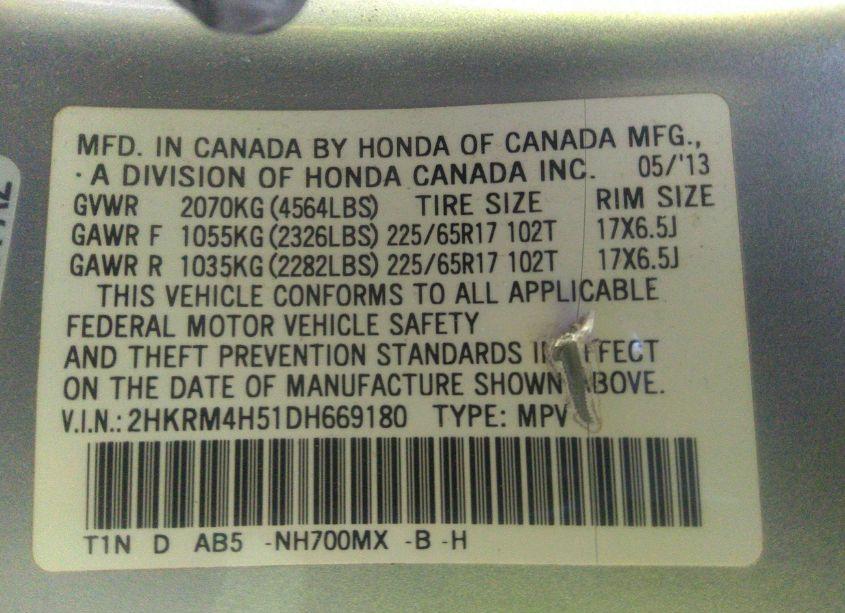 MFD. IN CANADA BY HONDA OF CANADA MFG.,
· A DIVISION OF HONDA CANADA INC. 05/'13
GVWR 2070KG (4564LBS) TIRE SIZE RIM SIZE
GAWR F 1055KG (2326LBS) 225/65R17 102T 17X6.5J
GAWR R 1035KG (2282LBS) 225/65R17 102T 17X6.5J
THIS VEHICLE CONFORMS TO ALL APPLICABLE
FEDERAL MOTOR VEHICLE SAFETY
AND THEFT PREVENTION STANDARDS
ON THE DATE OF MANUFACTURE SHOWN ABOVE.
V.I.N.: 2HKRM4H51DH669180 TYPE: MPV
T1N D AB5 -NH700MX -B -H